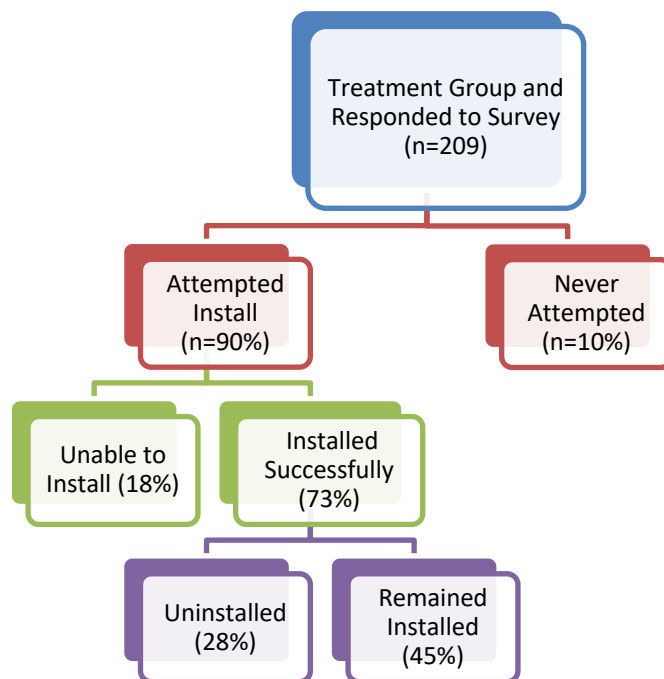 Treatment Group and
Responded to Survey
(n=209)
Attempted
Install
(n=90%)
Never
Attempted
(n=10%)
Unable to
Install (18%)
Installed
Successfully
(73%)
Uninstalled
(28%)
Remained
Installed
(45%)